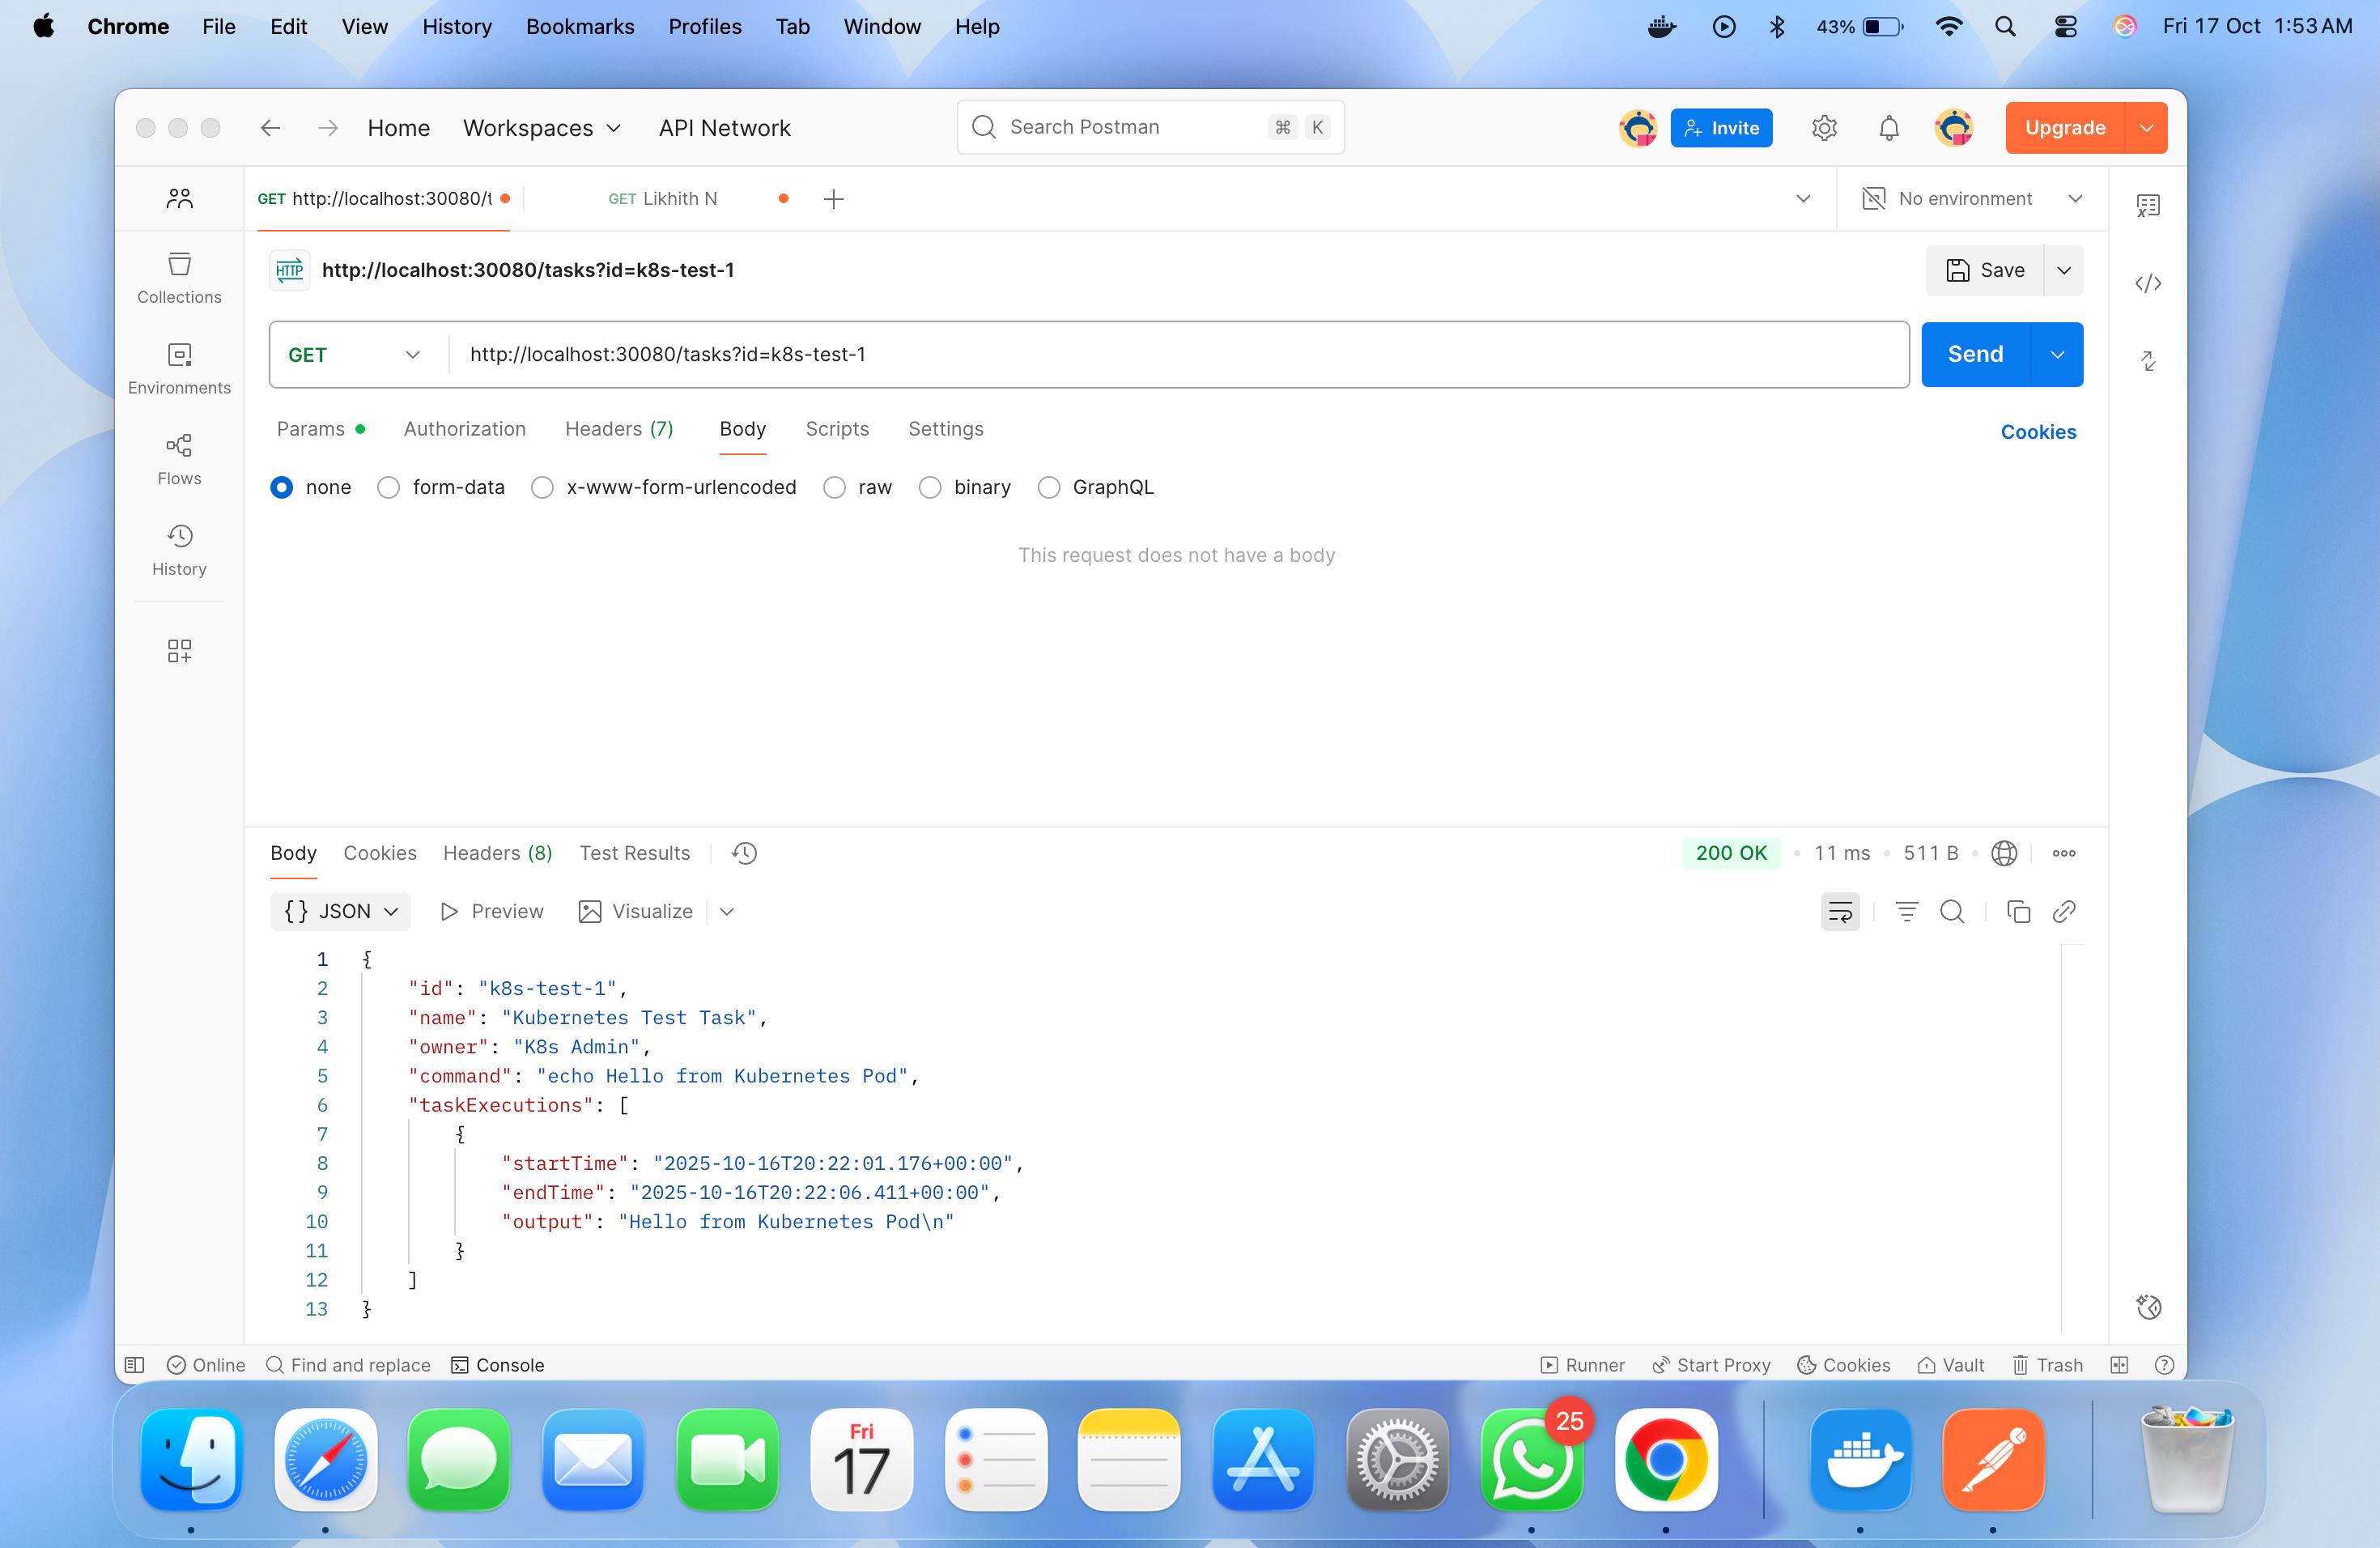 Chrome File Edit View History Bookmarks Profiles Tab Window Help 43% Fri 17 Oct 1:53 AM
Home Workspaces API Network Search Postman ⌘ K Invite Upgrade
GET http://localhost:30080/t GET Likhith N No environment
HTTP http://localhost:30080/tasks?id=k8s-test-1 Save
Collections
GET http://localhost:30080/tasks?id=k8s-test-1 Send
Environments
Params Authorization Headers (7) Body Scripts Settings Cookies
Flows
none form-data x-www-form-urlencoded raw binary GraphQL
History
This request does not have a body
Body Cookies Headers (8) Test Results 200 OK • 11 ms • 511 B
{} JSON Preview Visualize
1 {
2 "id": "k8s-test-1",
3 "name": "Kubernetes Test Task",
4 "owner": "K8s Admin",
5 "command": "echo Hello from Kubernetes Pod",
6 "taskExecutions": [
7 {
8 "startTime": "2025-10-16T20:22:01.176+00:00",
9 "endTime": "2025-10-16T20:22:06.411+00:00",
10 "output": "Hello from Kubernetes Pod\n"
11 }
12 ]
13 }
Online Find and replace Console Runner Start Proxy Cookies Vault Trash
Fri
17
25